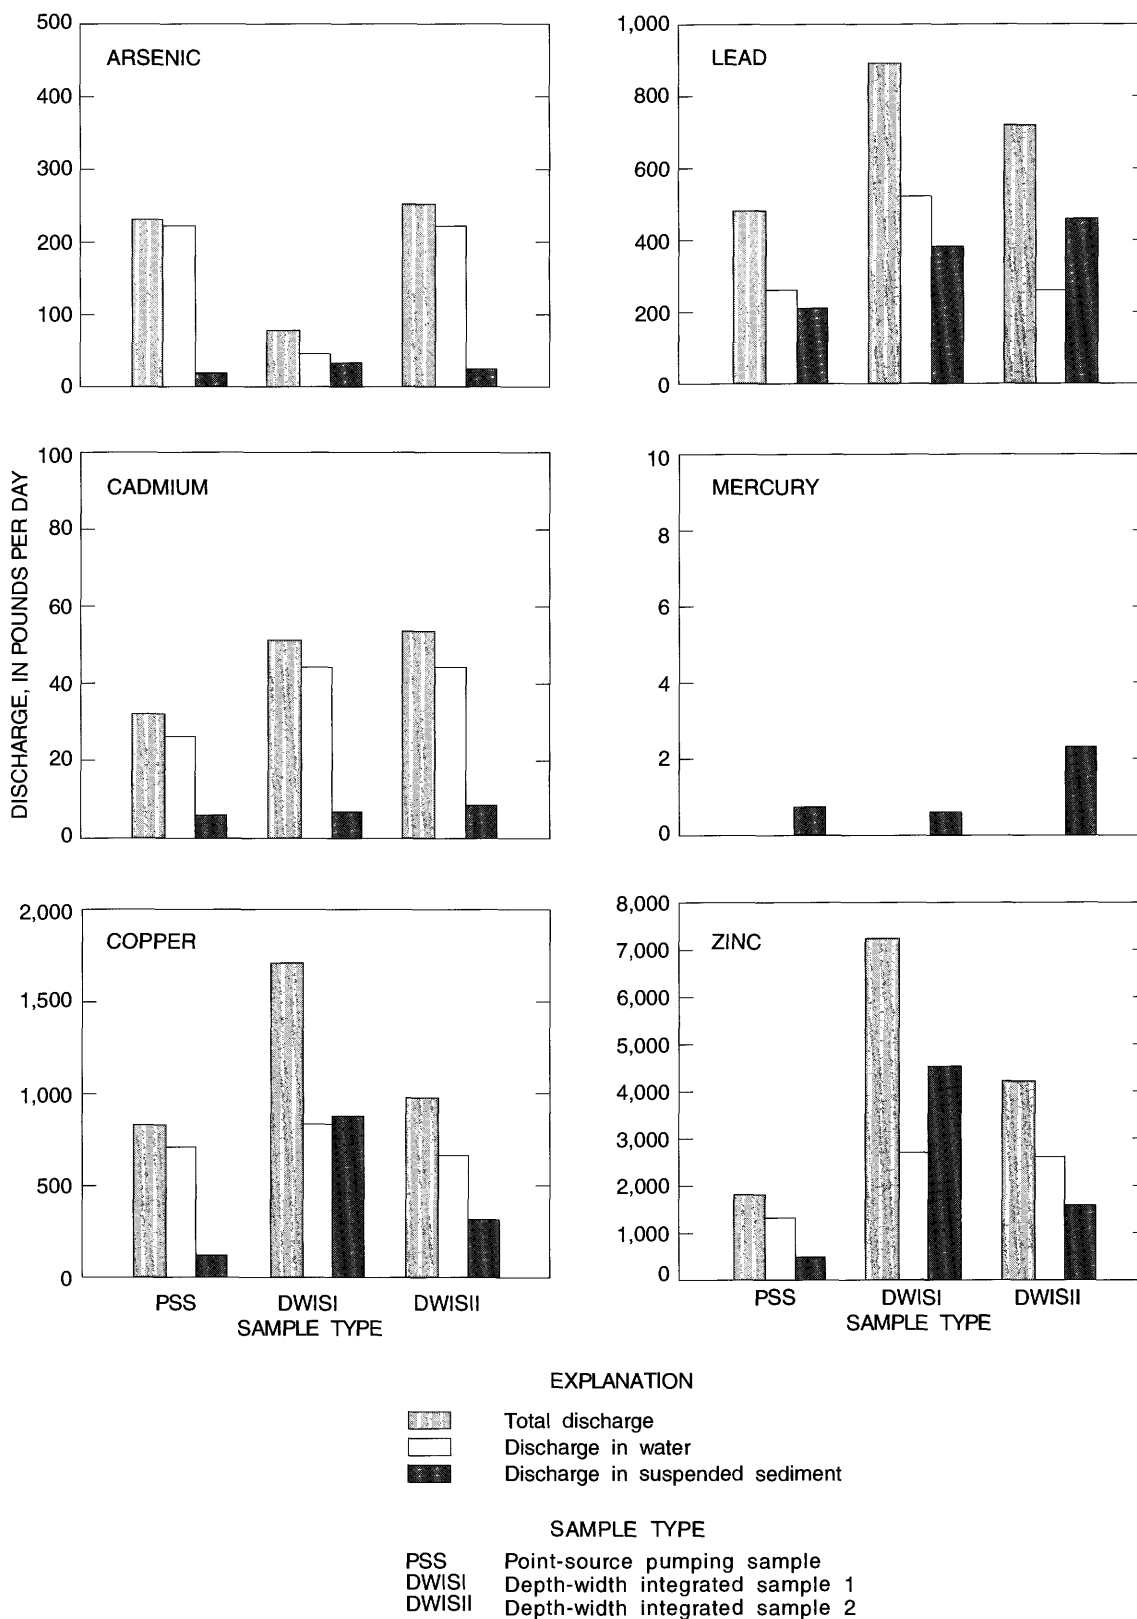 ARSENIC
500
400
300
200
100
0
LEAD
1,000
800
600
400
200
0
DISCHARGE, IN POUNDS PER DAY
CADMIUM
100
80
60
40
20
0
MERCURY
10
8
6
4
2
0
COPPER
2,000
1,500
1,000
500
0
PSS DWISI DWISII
SAMPLE TYPE
ZINC
8,000
7,000
6,000
5,000
4,000
3,000
2,000
1,000
0
PSS DWISI DWISII
SAMPLE TYPE
EXPLANATION
Total discharge
Discharge in water
Discharge in suspended sediment
SAMPLE TYPE
PSS Point-source pumping sample
DWISI Depth-width integrated sample 1
DWISII Depth-width integrated sample 2